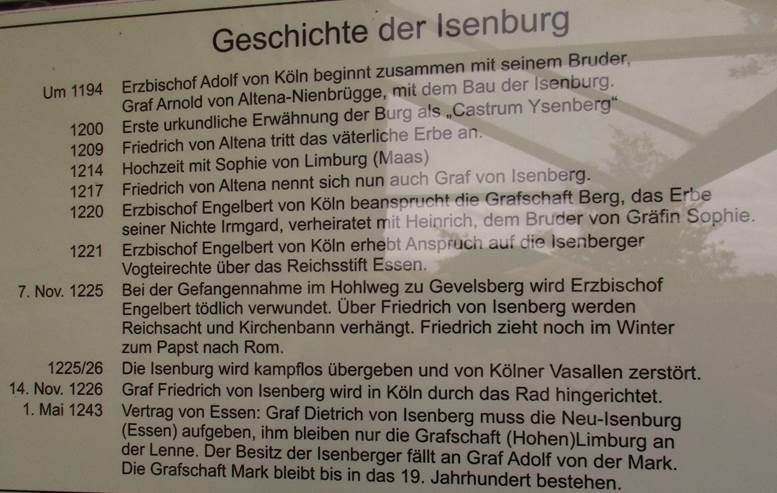 Geschichte der Isenburg
Um 1194 Erzbischof Adolf von Köln beginnt zusammen mit seinem Bruder,
Graf Arnold von Altena-Nienbrügge, mit dem Bau der Isenburg.
1200 Erste urkundliche Erwähnung der Burg als „Castrum Ysenberg“
1209 Friedrich von Altena tritt das väterliche Erbe an.
1214 Hochzeit mit Sophie von Limburg (Maas)
1217 Friedrich von Altena nennt sich nun auch Graf von Isenberg.
1220 Erzbischof Engelbert von Köln beansprucht die Grafschaft Berg, das Erbe
seiner Nichte Irmgard, verheiratet mit Heinrich, dem Bruder von Gräfin Sophie.
1221 Erzbischof Engelbert von Köln erhebt Anspruch auf die Isenberger
Vogteirechte über das Reichsstift Essen.
7. Nov. 1225 Bei der Gefangennahme im Hohlweg zu Gevelsberg wird Erzbischof
Engelbert tödlich verwundet. Über Friedrich von Isenberg werden
Reichsacht und Kirchenbann verhängt. Friedrich zieht noch im Winter
zum Papst nach Rom.
1225/26 Die Isenburg wird kampflos übergeben und von Kölner Vasallen zerstört.
14. Nov. 1226 Graf Friedrich von Isenberg wird in Köln durch das Rad hingerichtet.
1. Mai 1243 Vertrag von Essen: Graf Dietrich von Isenberg muss die Neu-Isenburg
(Essen) aufgeben, ihm bleiben nur die Grafschaft (Hohen)Limburg an
der Lenne. Der Besitz der Isenberger fällt an Graf Adolf von der Mark.
Die Grafschaft Mark bleibt bis in das 19. Jahrhundert bestehen.